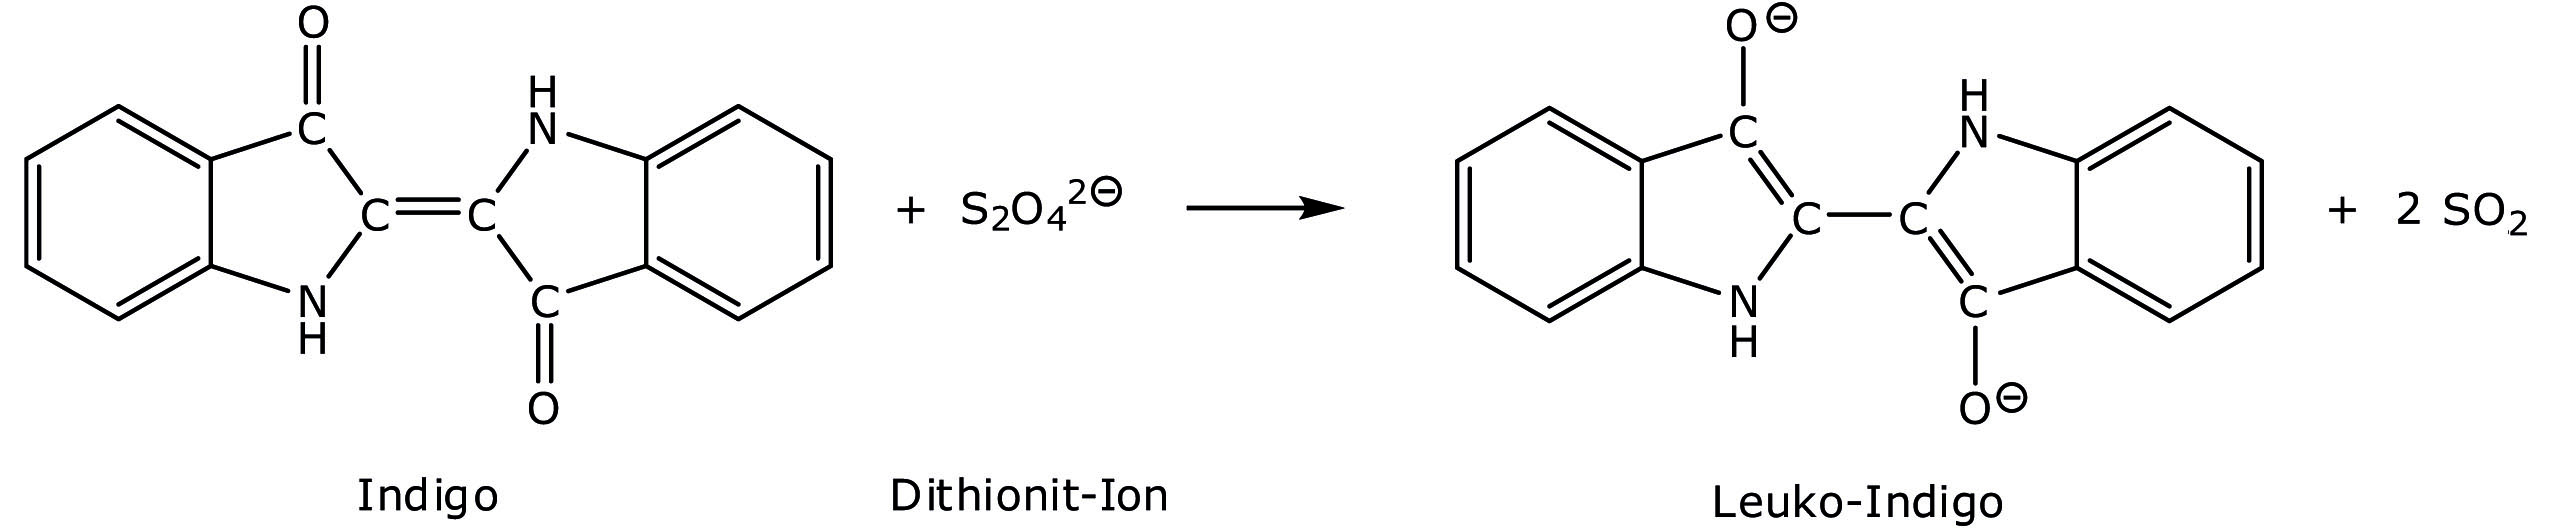 O
C
H
N
C
C
N
H
C
O
+ S₂O₄²⊖
O⊖
C
H
N
C
C
N
H
C
O⊖
+ 2 SO₂
Indigo
Dithionit-Ion
Leuko-Indigo